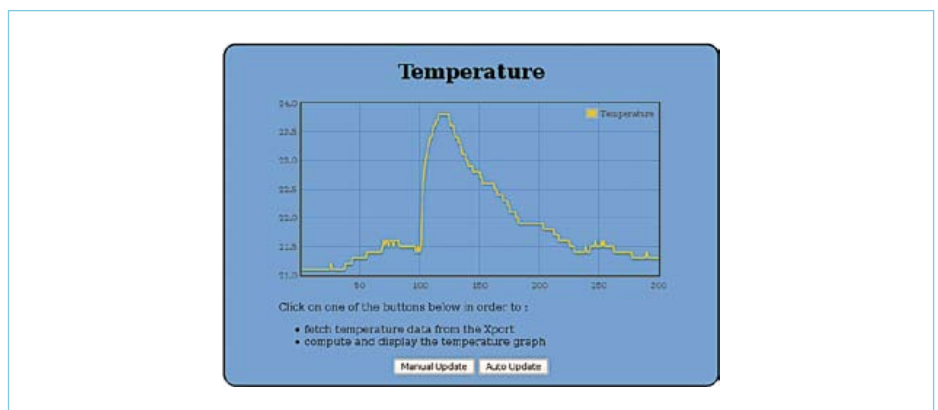 Temperature
24.0
Temperature
23.5
23.0
22.5
22.0
21.5
21.0
50
100
150
200
250
300
Click on one of the buttons below in order to :
• fetch temperature data from the Xport
• compute and display the temperature graph
Manual Update Auto Update